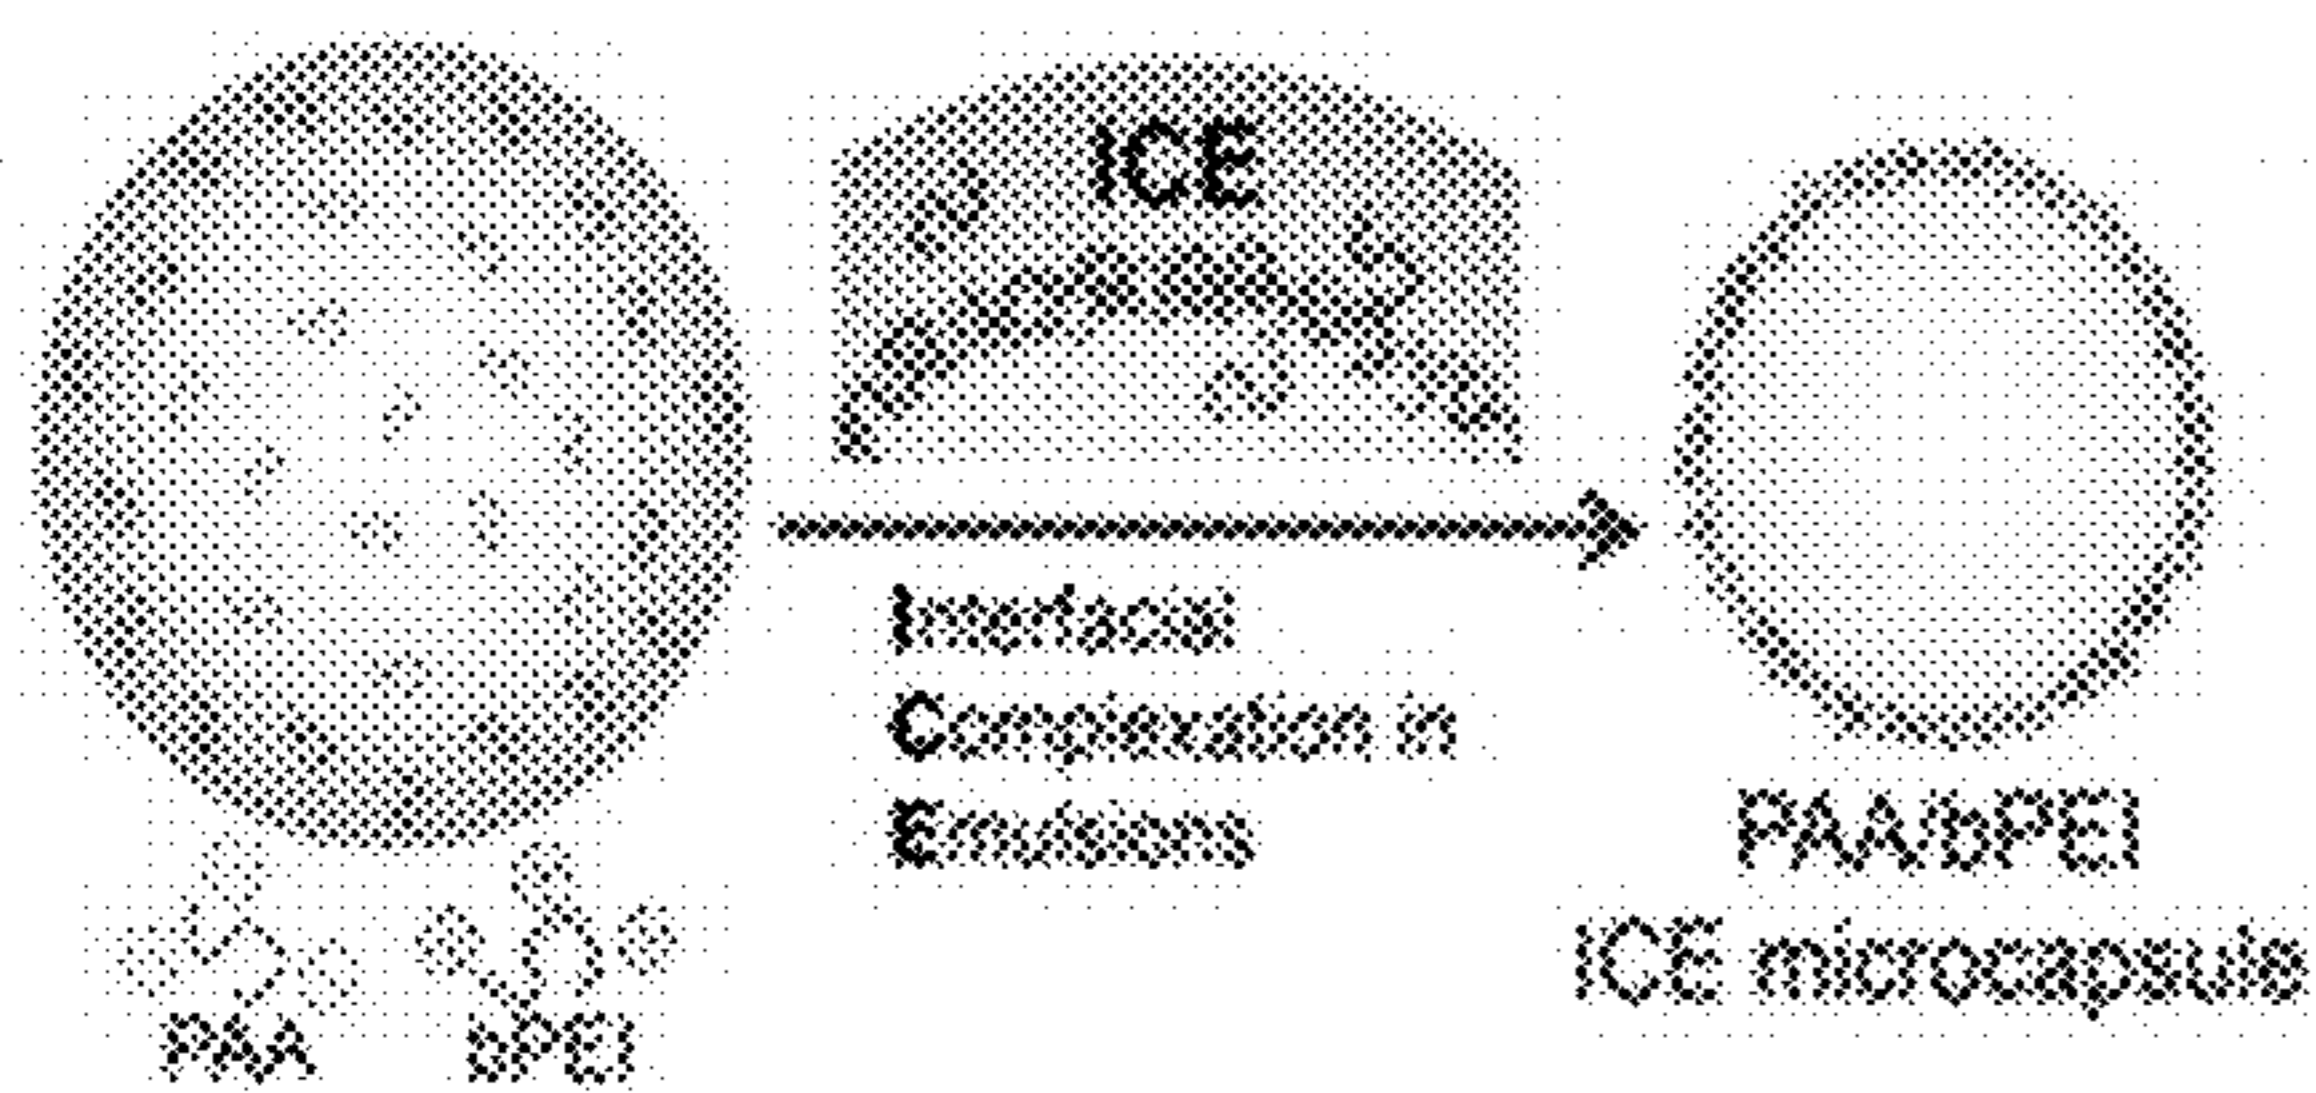 ICE
Interfacial
Complexation in
Emulsions
PAA
bPEI
PAA/bPEI
ICE microcapsule